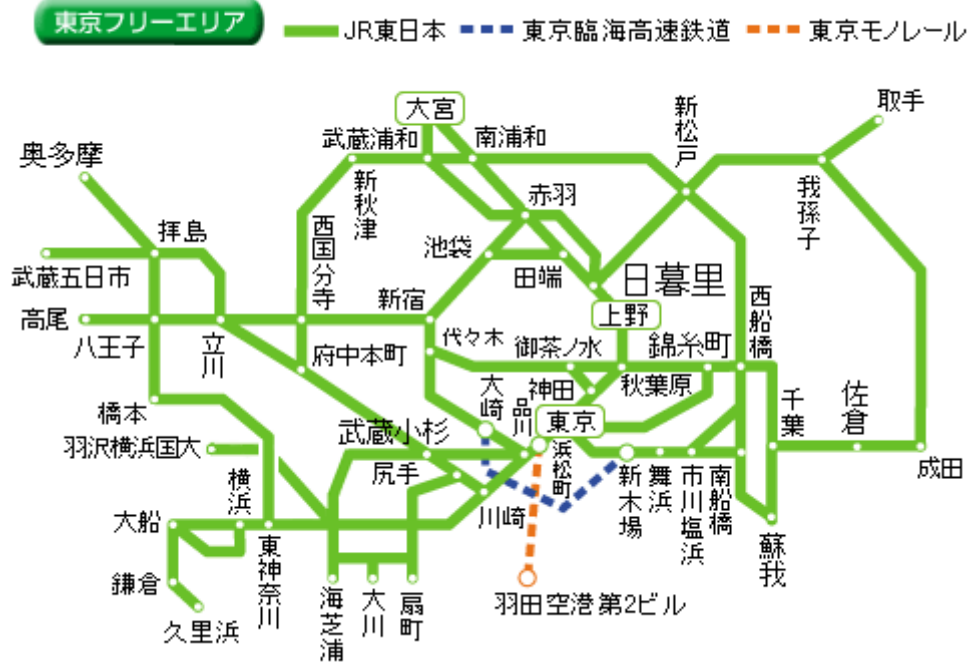 東京フリーエリア
JR東日本
東京臨海高速鉄道
東京モノレール
大宮
新松戸
取手
武蔵浦和
南浦和
奥多摩
新秋津
赤羽
我孫子
拝島
西国分寺
池袋
田端
日暮里
武蔵五日市
新宿
上野
西船橋
高尾
八王子
立川
府中本町
代々木
御茶ノ水
錦糸町
神田
秋葉原
橋本
大崎
品川
東京
千葉
佐倉
武蔵小杉
羽沢横浜国大
尻手
浜松町
新木場
舞浜
市川塩浜
南船橋
成田
横浜
大船
川崎
東神奈川
蘇我
鎌倉
海芝浦
大川
扇町
羽田空港第2ビル
久里浜